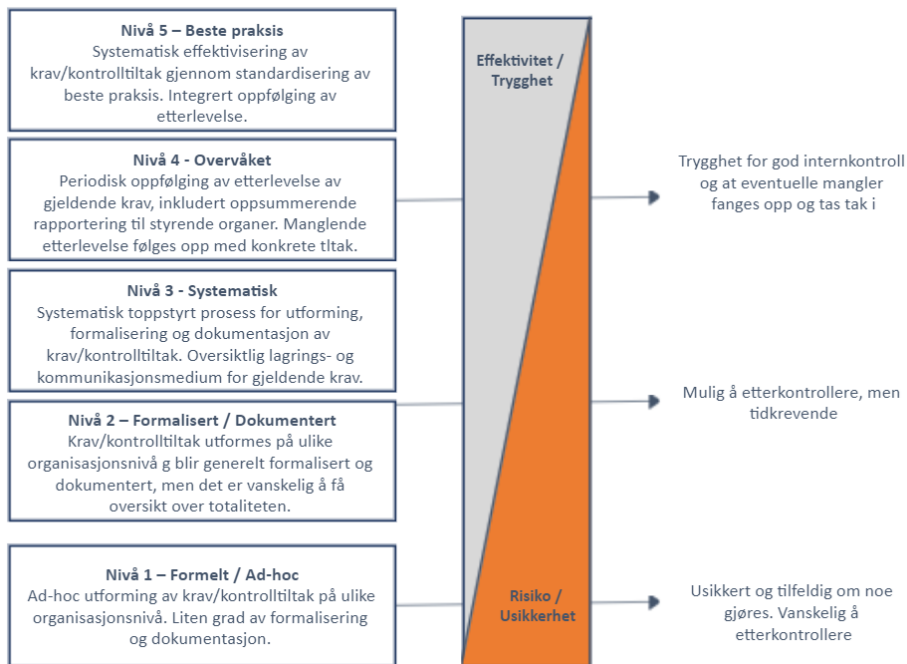 Nivå 5 – Beste praksis
Systematisk effektivisering av
krav/kontrolltiltak gjennom standardisering av
beste praksis. Integrert oppfølging av
etterlevelse.
Nivå 4 - Overvåket
Periodisk oppfølging av etterlevelse av
gjeldende krav, inkludert oppsummerende
rapportering til styrende organer. Manglende
etterlevelse følges opp med konkrete tltak.
Nivå 3 - Systematisk
Systematisk toppstyrt prosess for utforming,
formalisering og dokumentasjon av
krav/kontrolltiltak. Oversiktlig lagrings- og
kommunikasjonsmedium for gjeldende krav.
Nivå 2 – Formalisert / Dokumentert
Krav/kontrolltiltak utformes på ulike
organisasjonsnivå g blir generelt formalisert og
dokumentert, men det er vanskelig å få
oversikt over totaliteten.
Nivå 1 – Formelt / Ad-hoc
Ad-hoc utforming av krav/kontrolltiltak på ulike
organisasjonsnivå. Liten grad av formalisering
og dokumentasjon.
Effektivitet /
Trygghet
Risiko /
Usikkerhet
Trygghet for god internkontroll
og at eventuelle mangler
fanges opp og tas tak i
Mulig å etterkontrollere, men
tidkrevende
Usikkert og tilfeldig om noe
gjøres. Vanskelig å
etterkontrollere